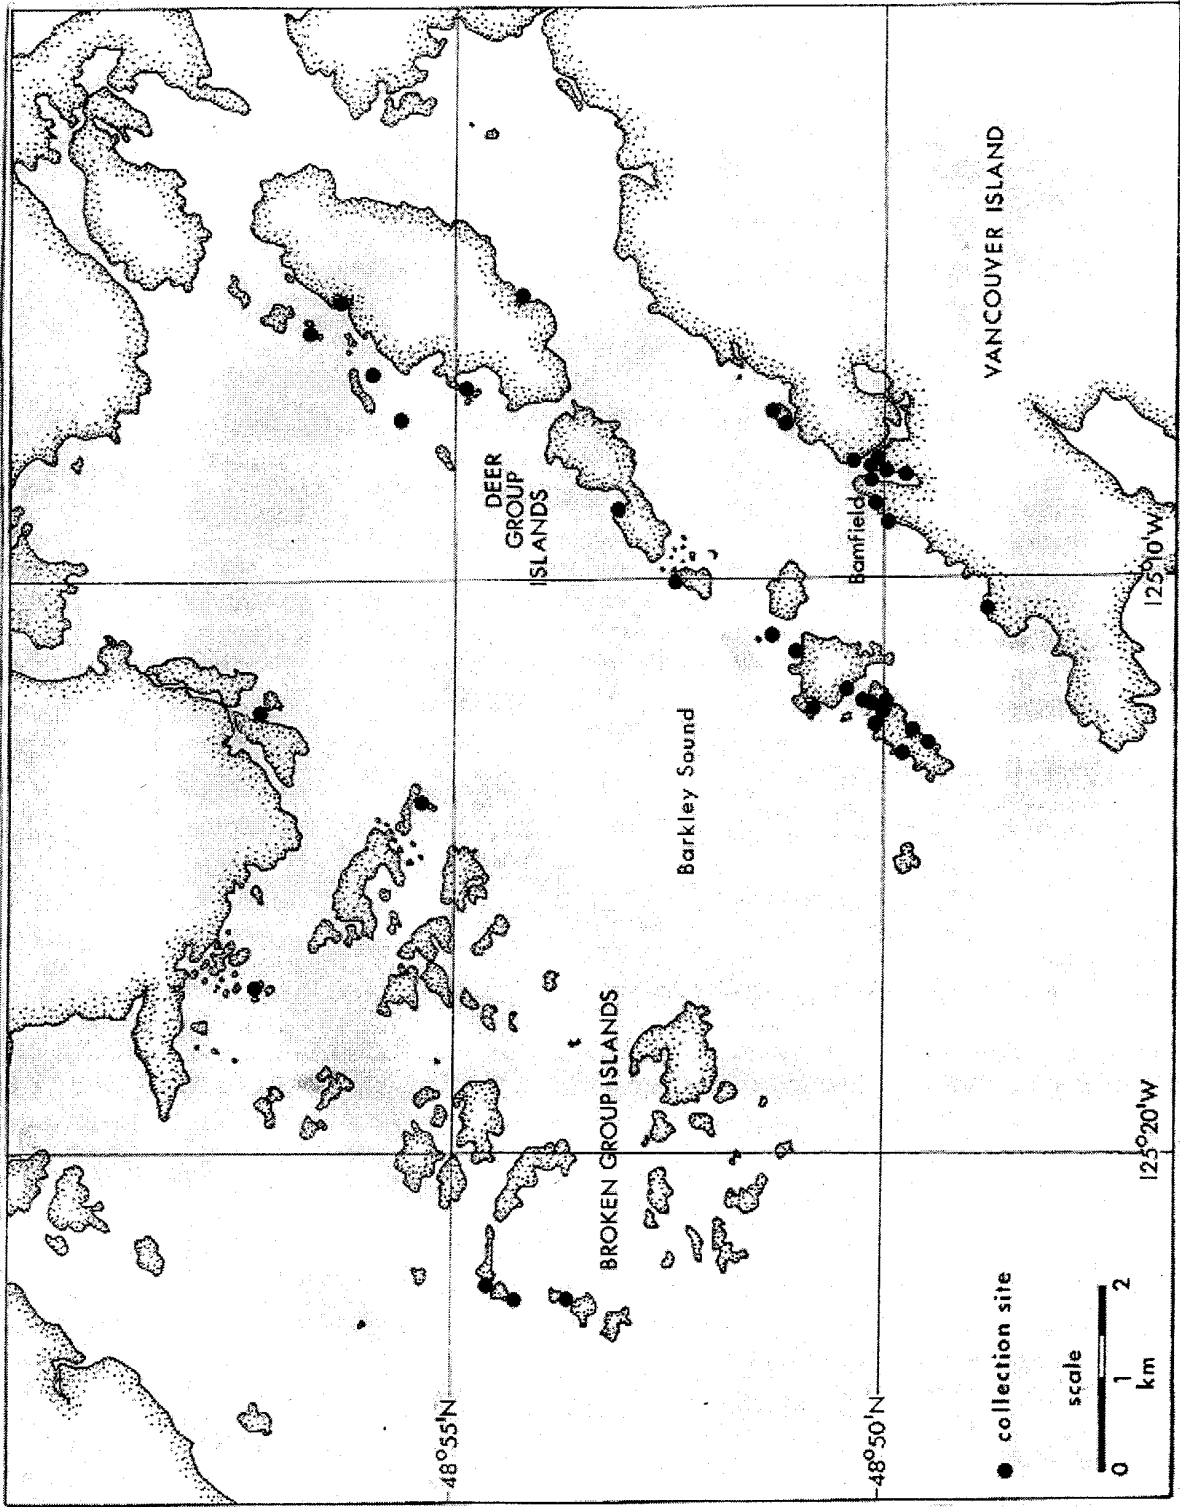 DEER
GROUP
ISLANDS
VANCOUVER ISLAND
Bamfield
Barkley Sound
BROKEN GROUP ISLANDS
125°10'W
125°20'W
48°55'N
48°50'N
collection site
scale
0 1 2
km